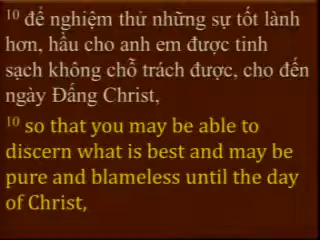 10 để nghiệm thử những sự tốt lành
hơn, hầu cho anh em được tinh
sạch không chỗ trách được, cho đến
ngày Đấng Christ,
10 so that you may be able to
discern what is best and may be
pure and blameless until the day
of Christ,